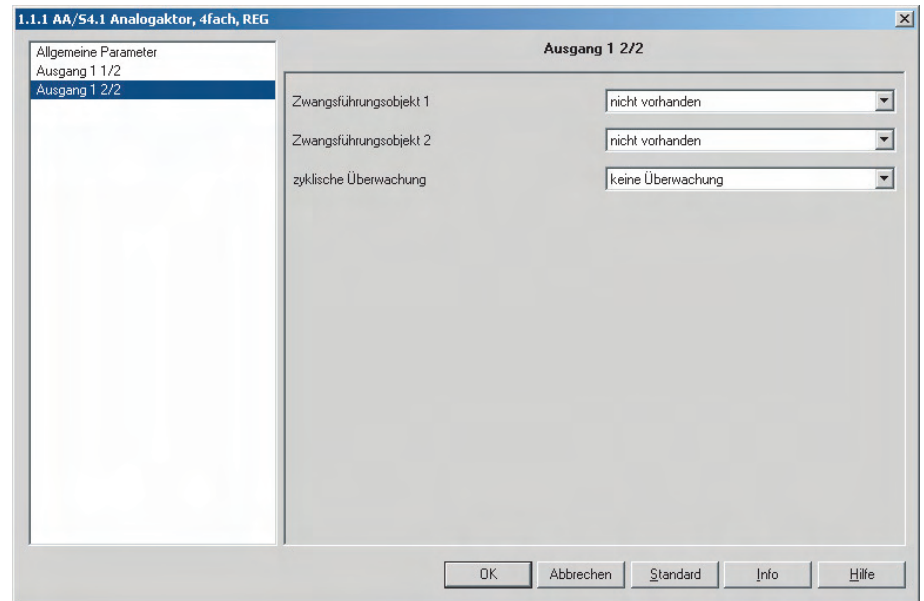 1.1.1 AA/S4.1 Analogaktor, 4fach, REG
Allgemeine Parameter
Ausgang 1 1/2
Ausgang 1 2/2
Ausgang 1 2/2
Zwangsführungsobjekt 1
nicht vorhanden
Zwangsführungsobjekt 2
nicht vorhanden
zyklische Überwachung
keine Überwachung
OK
Abbrechen
Standard
Info
Hilfe